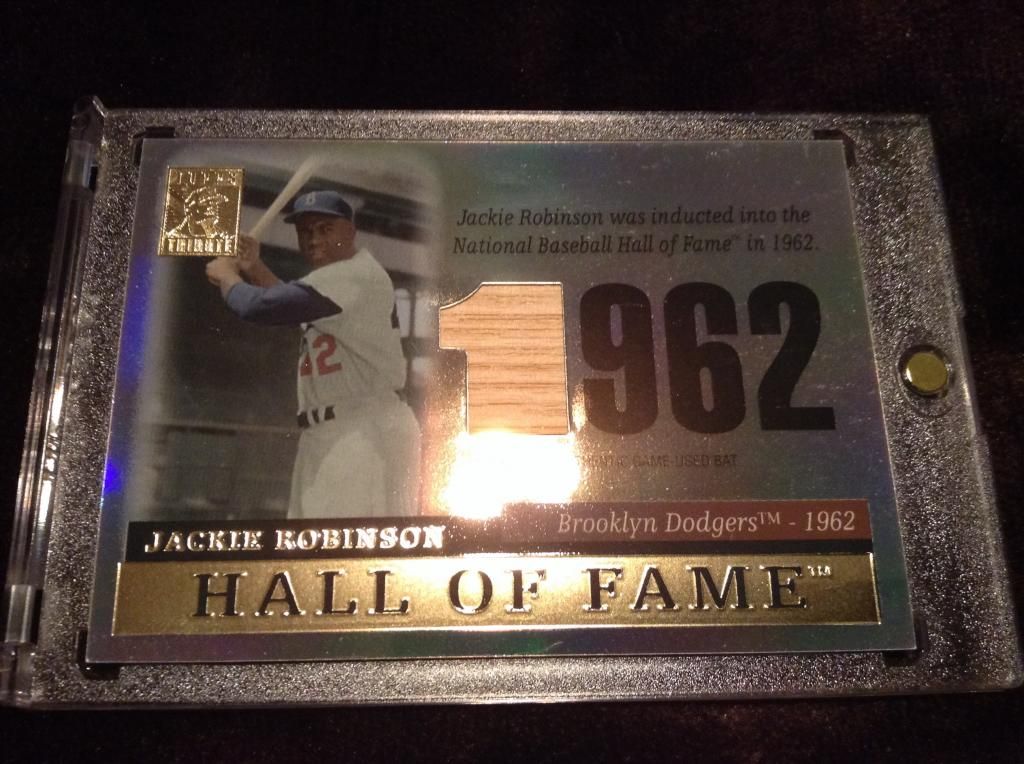 TOPPS
TRIBUTE
B
42
Jackie Robinson was inducted into the
National Baseball Hall of Fame™ in 1962.
1962
GAME-USED BAT
JACKIE ROBINSON
Brooklyn Dodgers™ - 1962
HALL OF FAME™